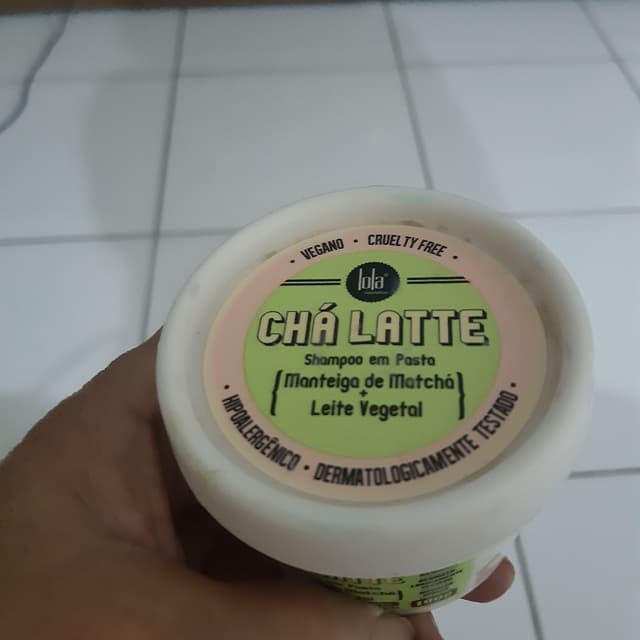 • VEGANO • CRUELTY FREE •
lola
CHÁ LATTE
Shampoo em Pasta
Manteiga de Matchá
+
Leite Vegetal
• HIPOALERGÊNICO • DERMATOLOGICAMENTE TESTADO •